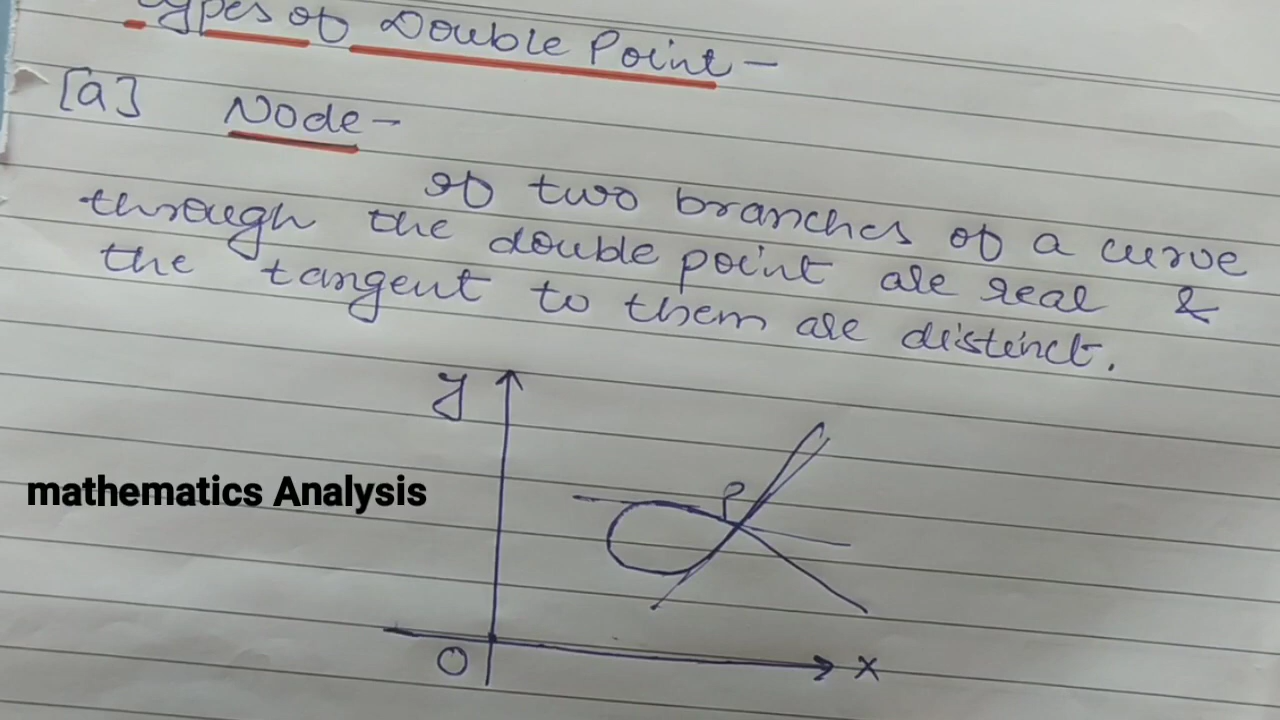 Types of Double Point -
[a] Node -
If two branches of a curve
through the double point are real &
the tangent to them are distinct.
y
P
mathematics Analysis
O
x